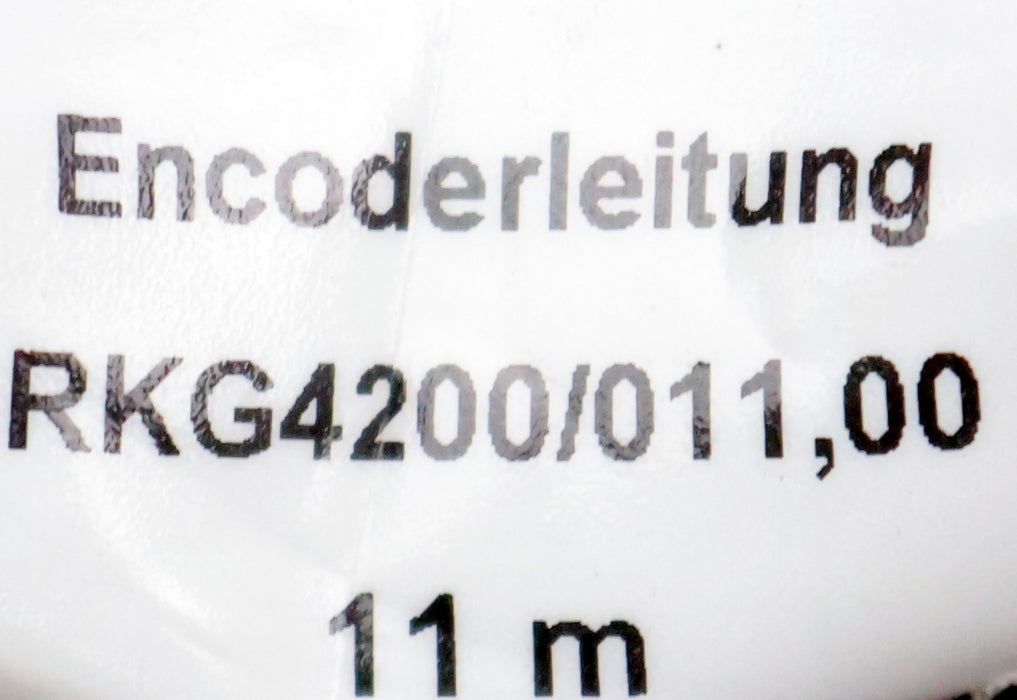 Encoderleitung
RKG4200/011,00
11 m